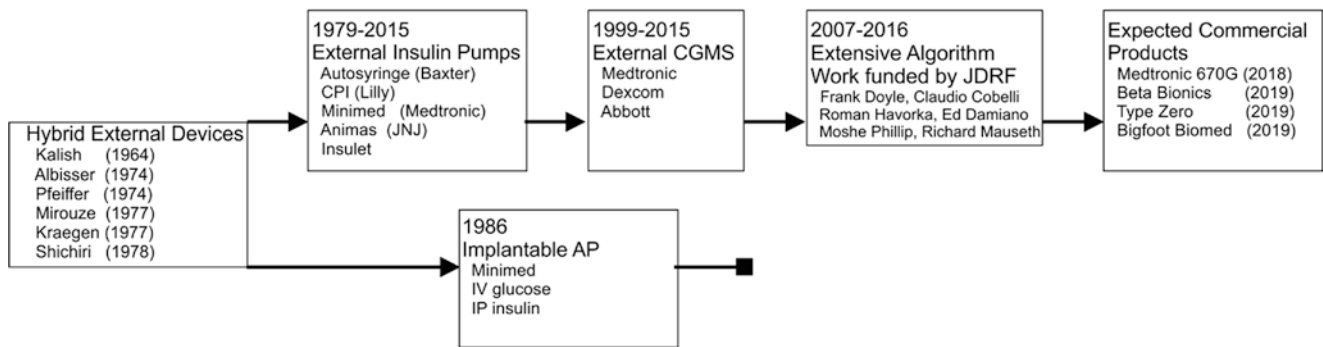 Hybrid External Devices
Kalish (1964)
Albisser (1974)
Pfeiffer (1974)
Mirouze (1977)
Kraegen (1977)
Shichiri (1978)
1979-2015
External Insulin Pumps
Autosyringe (Baxter)
CPI (Lilly)
Minimed (Medtronic)
Animas (JNJ)
Insulet
1999-2015
External CGMS
Medtronic
Dexcom
Abbott
2007-2016
Extensive Algorithm
Work funded by JDRF
Frank Doyle, Claudio Cobelli
Roman Havorka, Ed Damiano
Moshe Phillip, Richard Mauseth
Expected Commercial
Products
Medtronic 670G (2018)
Beta Bionics (2019)
Type Zero (2019)
Bigfoot Biomed (2019)
1986
Implantable AP
Minimed
IV glucose
IP insulin